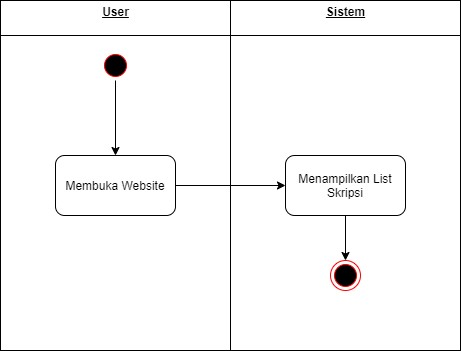 User
Sistem
Membuka Website
Menampilkan List
Skripsi